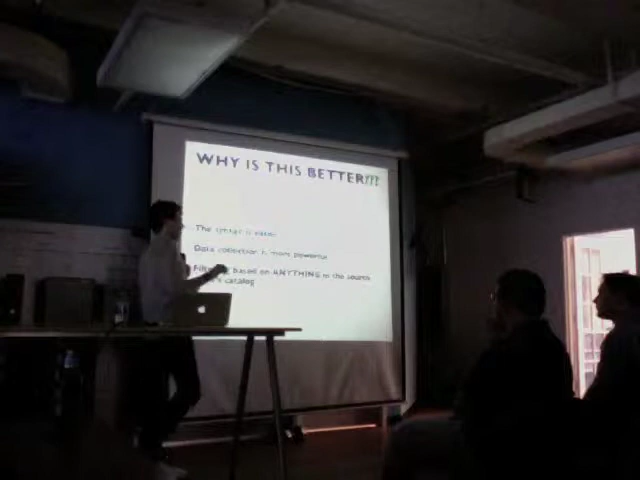 WHY IS THIS BETTER???
The syntax is easier
Data collection is more powerful
Filtering based on ANYTHING in the source
catalog